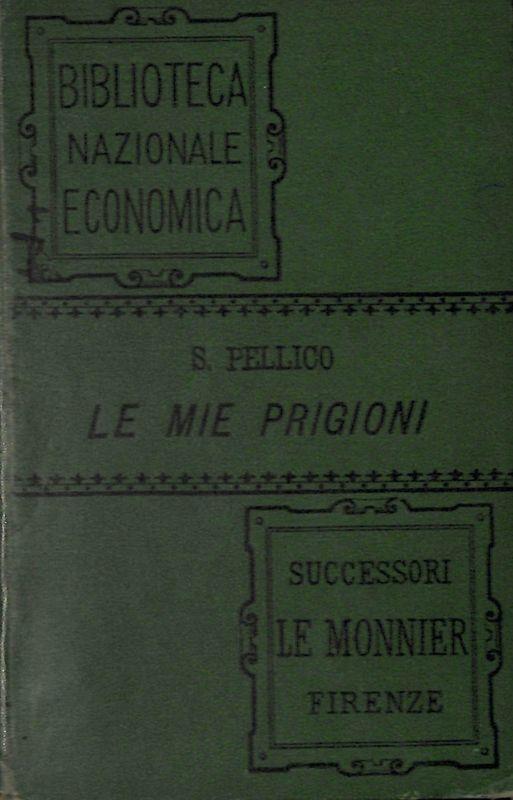 BIBLIOTECA
NAZIONALE
ECONOMICA
S. PELLICO
LE MIE PRIGIONI
SUCCESSORI
LE MONNIER
FIRENZE